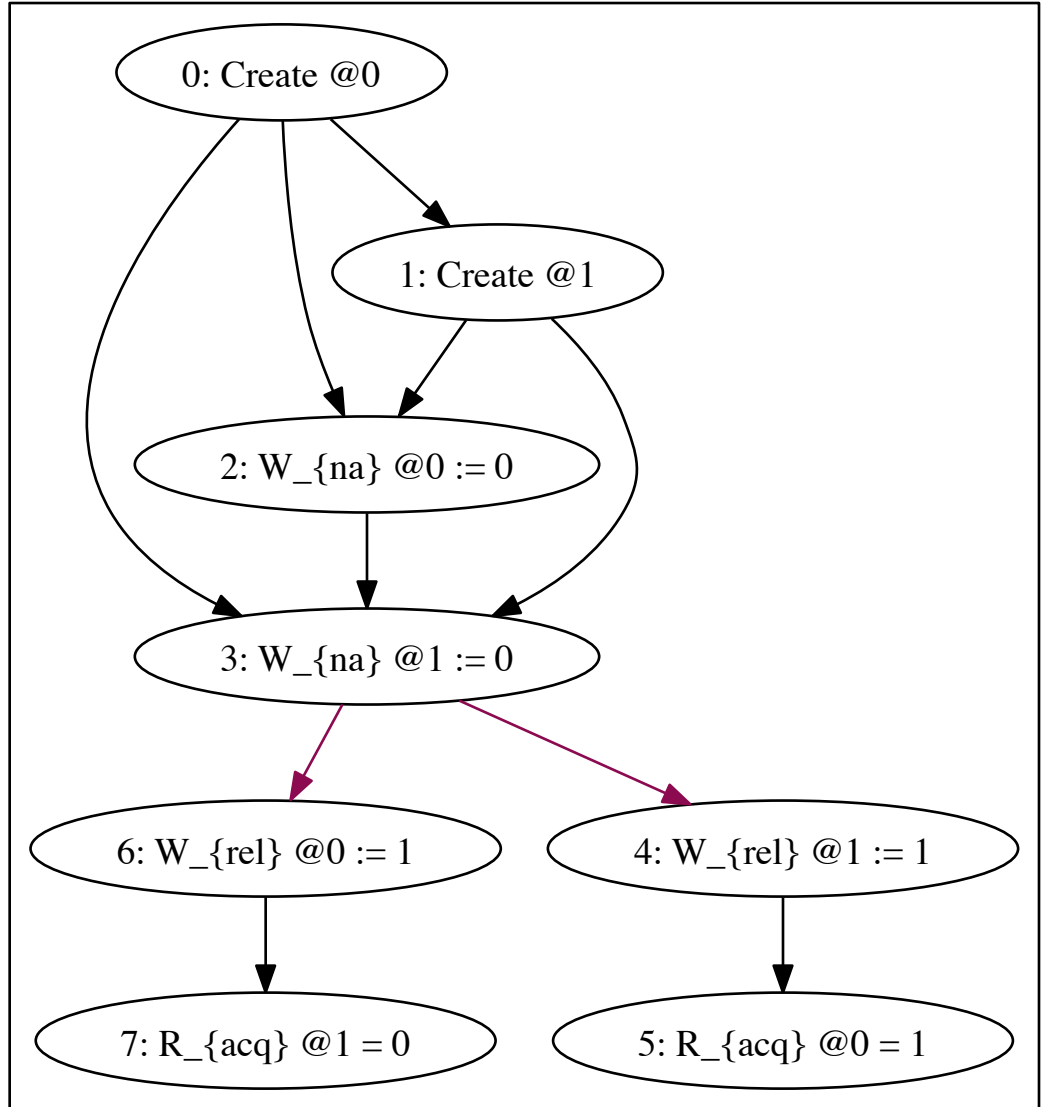 0: Create @0
1: Create @1
2: W_{na} @0 := 0
3: W_{na} @1 := 0
6: W_{rel} @0 := 1
4: W_{rel} @1 := 1
7: R_{acq} @1 = 0
5: R_{acq} @0 = 1